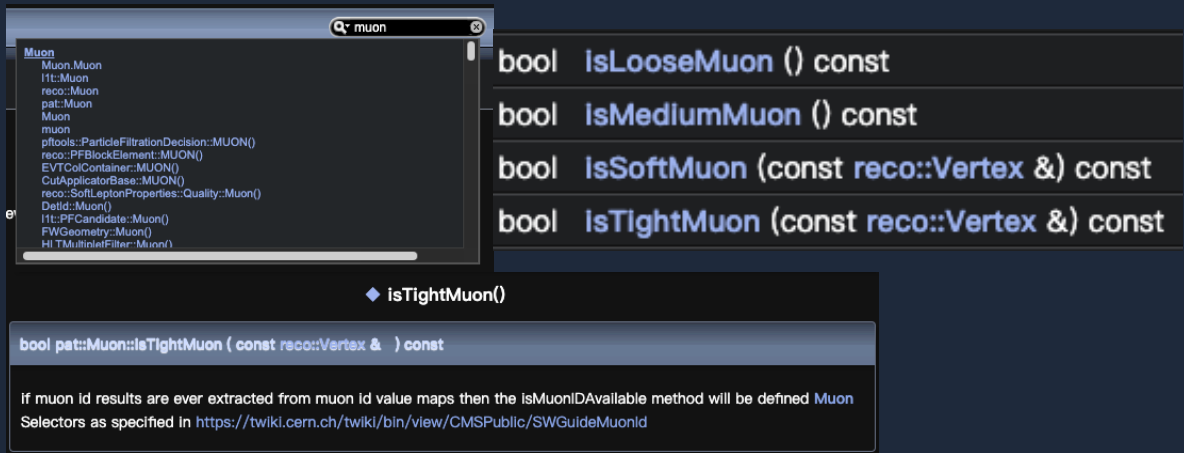 muon
Muon
Muon.Muon
l1t::Muon
reco::Muon
pat::Muon
Muon
muon
pftools::ParticleFiltrationDecision::MUON()
reco::PFBlockElement::MUON()
EVTColContainer::MUON()
CutApplicatorBase::MUON()
reco::SoftLeptonProperties::Quality::Muon()
DetId::Muon()
l1t::PFCandidate::Muon()
FWGeometry::Muon()
HLTMultipletFilter::Muon()
bool isLooseMuon () const
bool isMediumMuon () const
bool isSoftMuon (const reco::Vertex &) const
bool isTightMuon (const reco::Vertex &) const
◆ isTightMuon()
bool pat::Muon::isTightMuon ( const reco::Vertex & ) const
if muon id results are ever extracted from muon id value maps then the isMuonIDAvailable method will be defined Muon
Selectors as specified in https://twiki.cern.ch/twiki/bin/view/CMSPublic/SWGuideMuonId